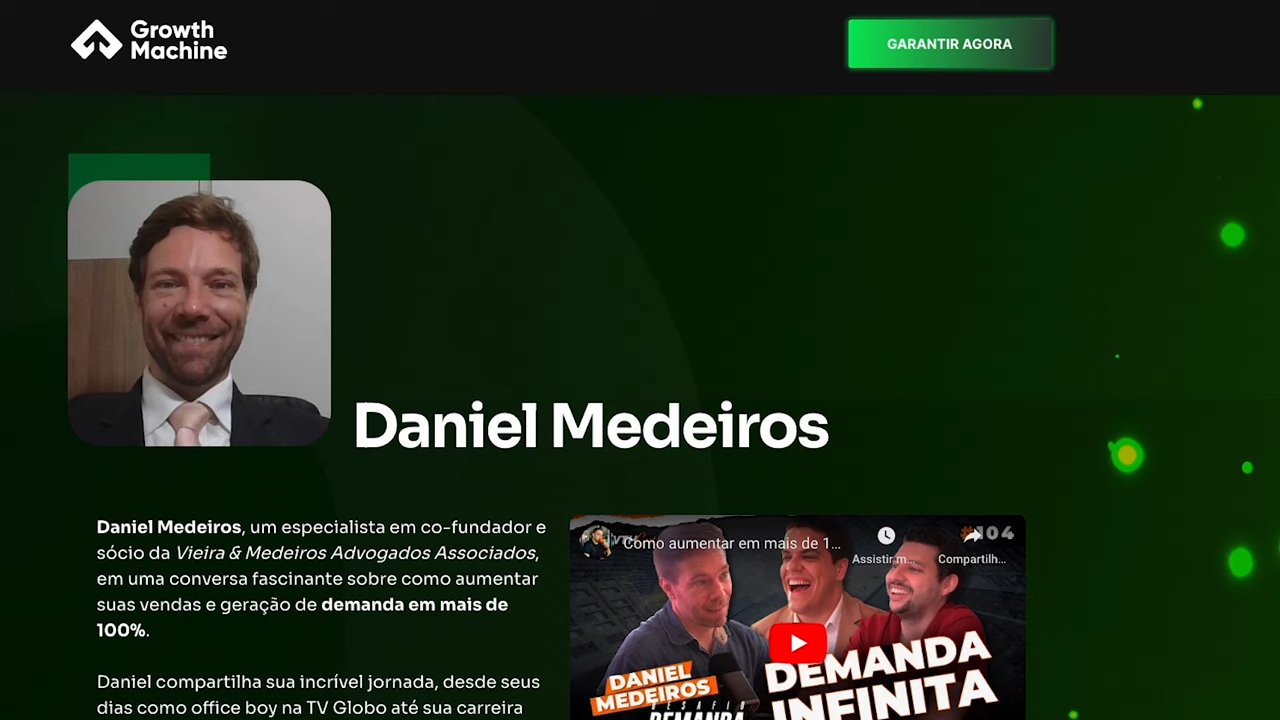 Growth
Machine
GARANTIR AGORA
Daniel Medeiros
Daniel Medeiros, um especialista em co-fundador e
sócio da Vieira & Medeiros Advogados Associados,
em uma conversa fascinante sobre como aumentar
suas vendas e geração de demanda em mais de
100%.
Daniel compartilha sua incrível jornada, desde seus
dias como office boy na TV Globo até sua carreira
Como aumentar em mais de 1...
Assistir m...
Compartilh...
#104
DANIEL
MEDEIROS
DESAFIO
DEMANDA
DEMANDA
INFINITA